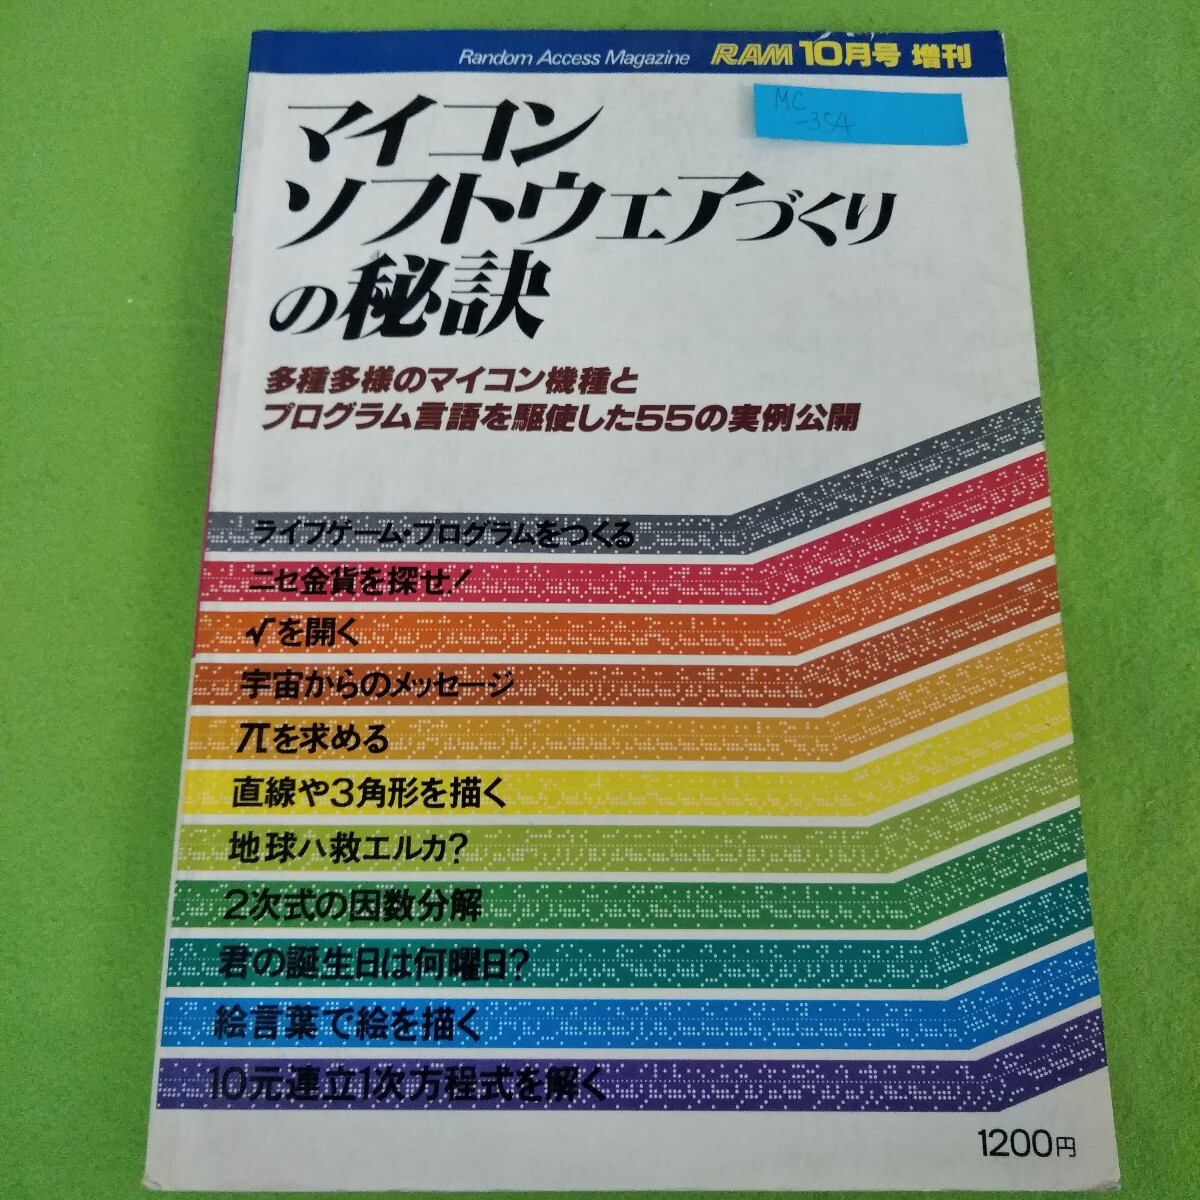 Random Access Magazine RAM 10月号 増刊
MC
-354
マイコン
ソフトウェアづくり
の秘訣
多種多様のマイコン機種と
プログラム言語を駆使した55の実例公開
ライフゲーム・プログラムをつくる
ニセ金貨を探せ!
√を開く
宇宙からのメッセージ
πを求める
直線や3角形を描く
地球ハ救エルカ?
2次式の因数分解
君の誕生日は何曜日?
絵言葉で絵を描く
10元連立1次方程式を解く
1200円